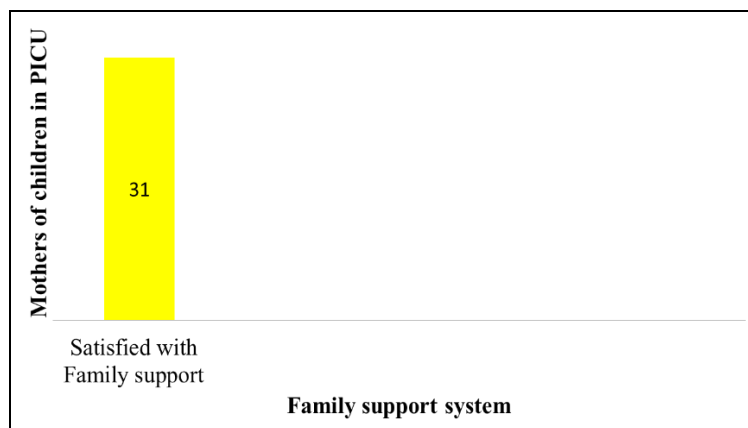 Mothers of children in PICU
31
Satisfied with
Family support
Family support system